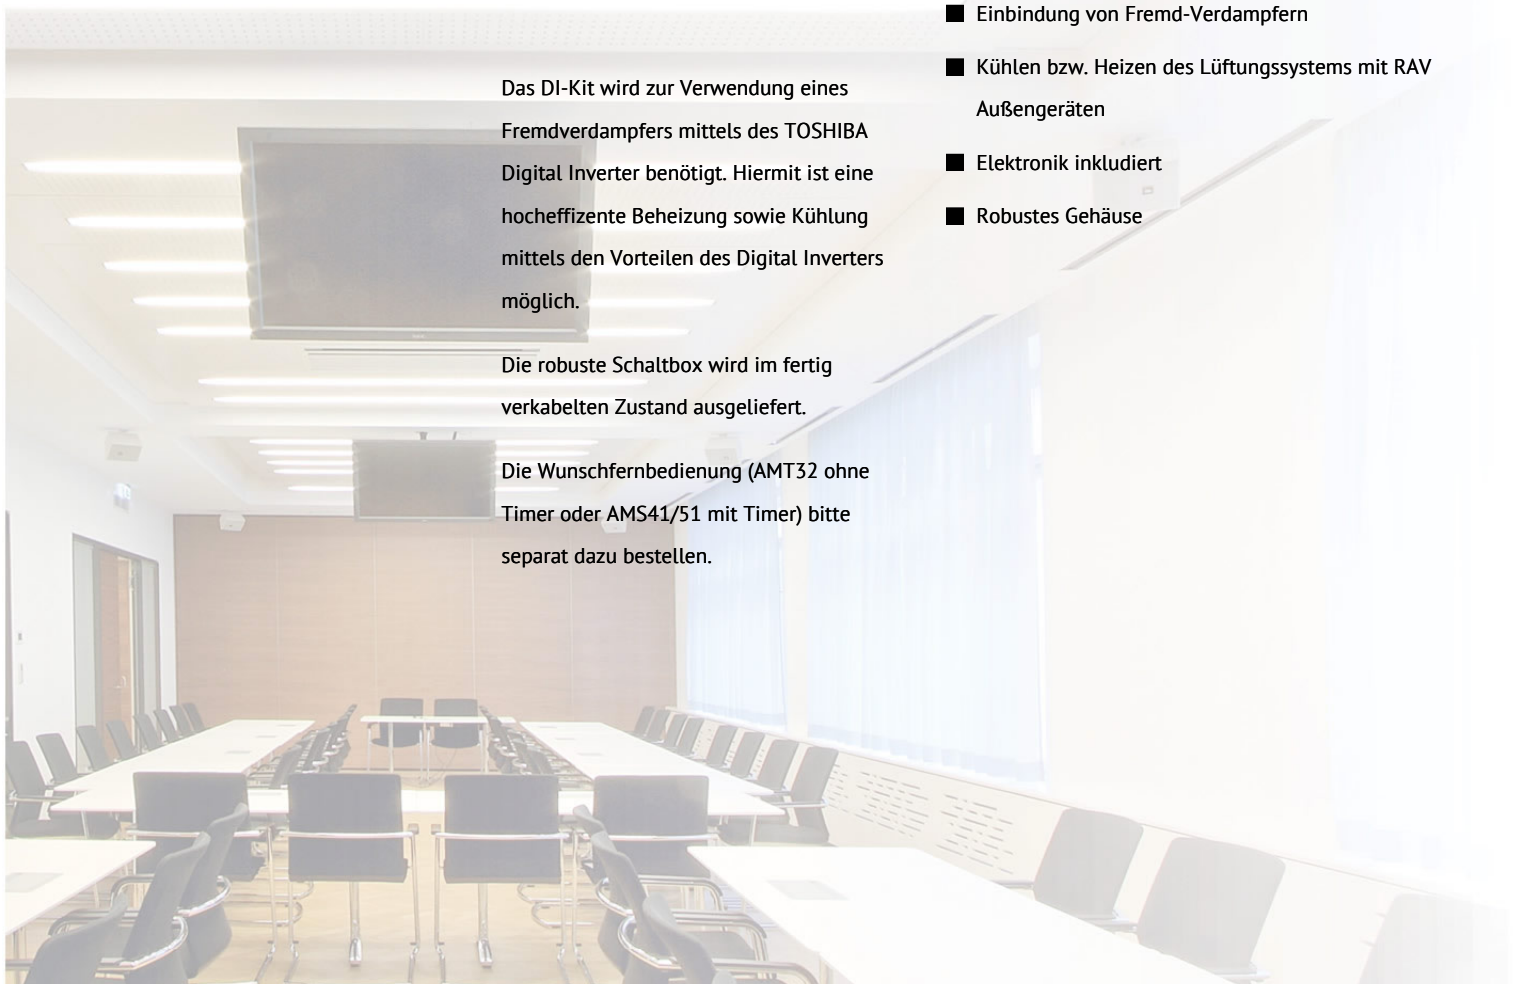 Das DI-Kit wird zur Verwendung eines
Fremdverdampfers mittels des TOSHIBA
Digital Inverter benötigt. Hiermit ist eine
hocheffizente Beheizung sowie Kühlung
mittels den Vorteilen des Digital Inverters
möglich.
Die robuste Schaltbox wird im fertig
verkabelten Zustand ausgeliefert.
Die Wunschfernbedienung (AMT32 ohne
Timer oder AMS41/51 mit Timer) bitte
separat dazu bestellen.
■ Einbindung von Fremd-Verdampfern
■ Kühlen bzw. Heizen des Lüftungssystems mit RAV
Außengeräten
■ Elektronik inkludiert
■ Robustes Gehäuse